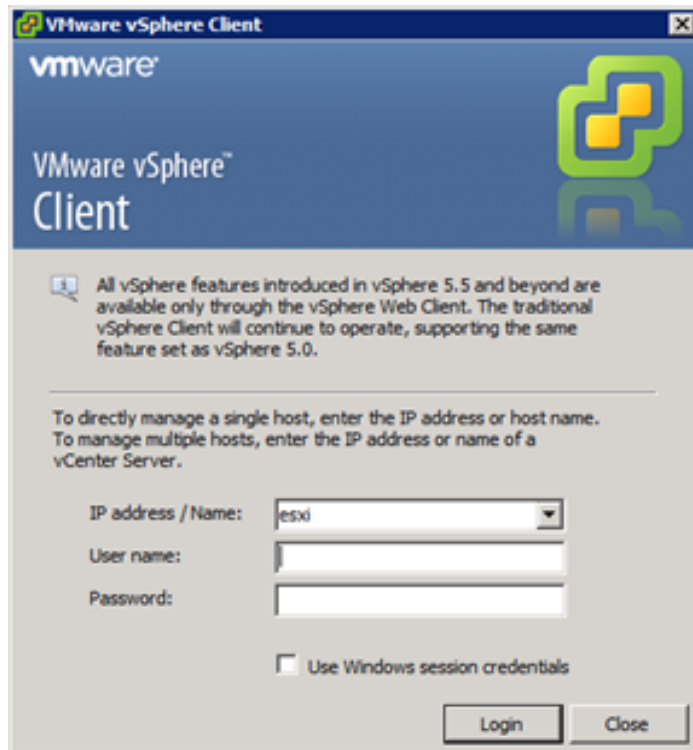 VMware vSphere Client
vmware
VMware vSphere™
Client
All vSphere features introduced in vSphere 5.5 and beyond are
available only through the vSphere Web Client. The traditional
vSphere Client will continue to operate, supporting the same
feature set as vSphere 5.0.
To directly manage a single host, enter the IP address or host name.
To manage multiple hosts, enter the IP address or name of a
vCenter Server.
IP address / Name: esxi
User name:
Password:
Use Windows session credentials
Login Close